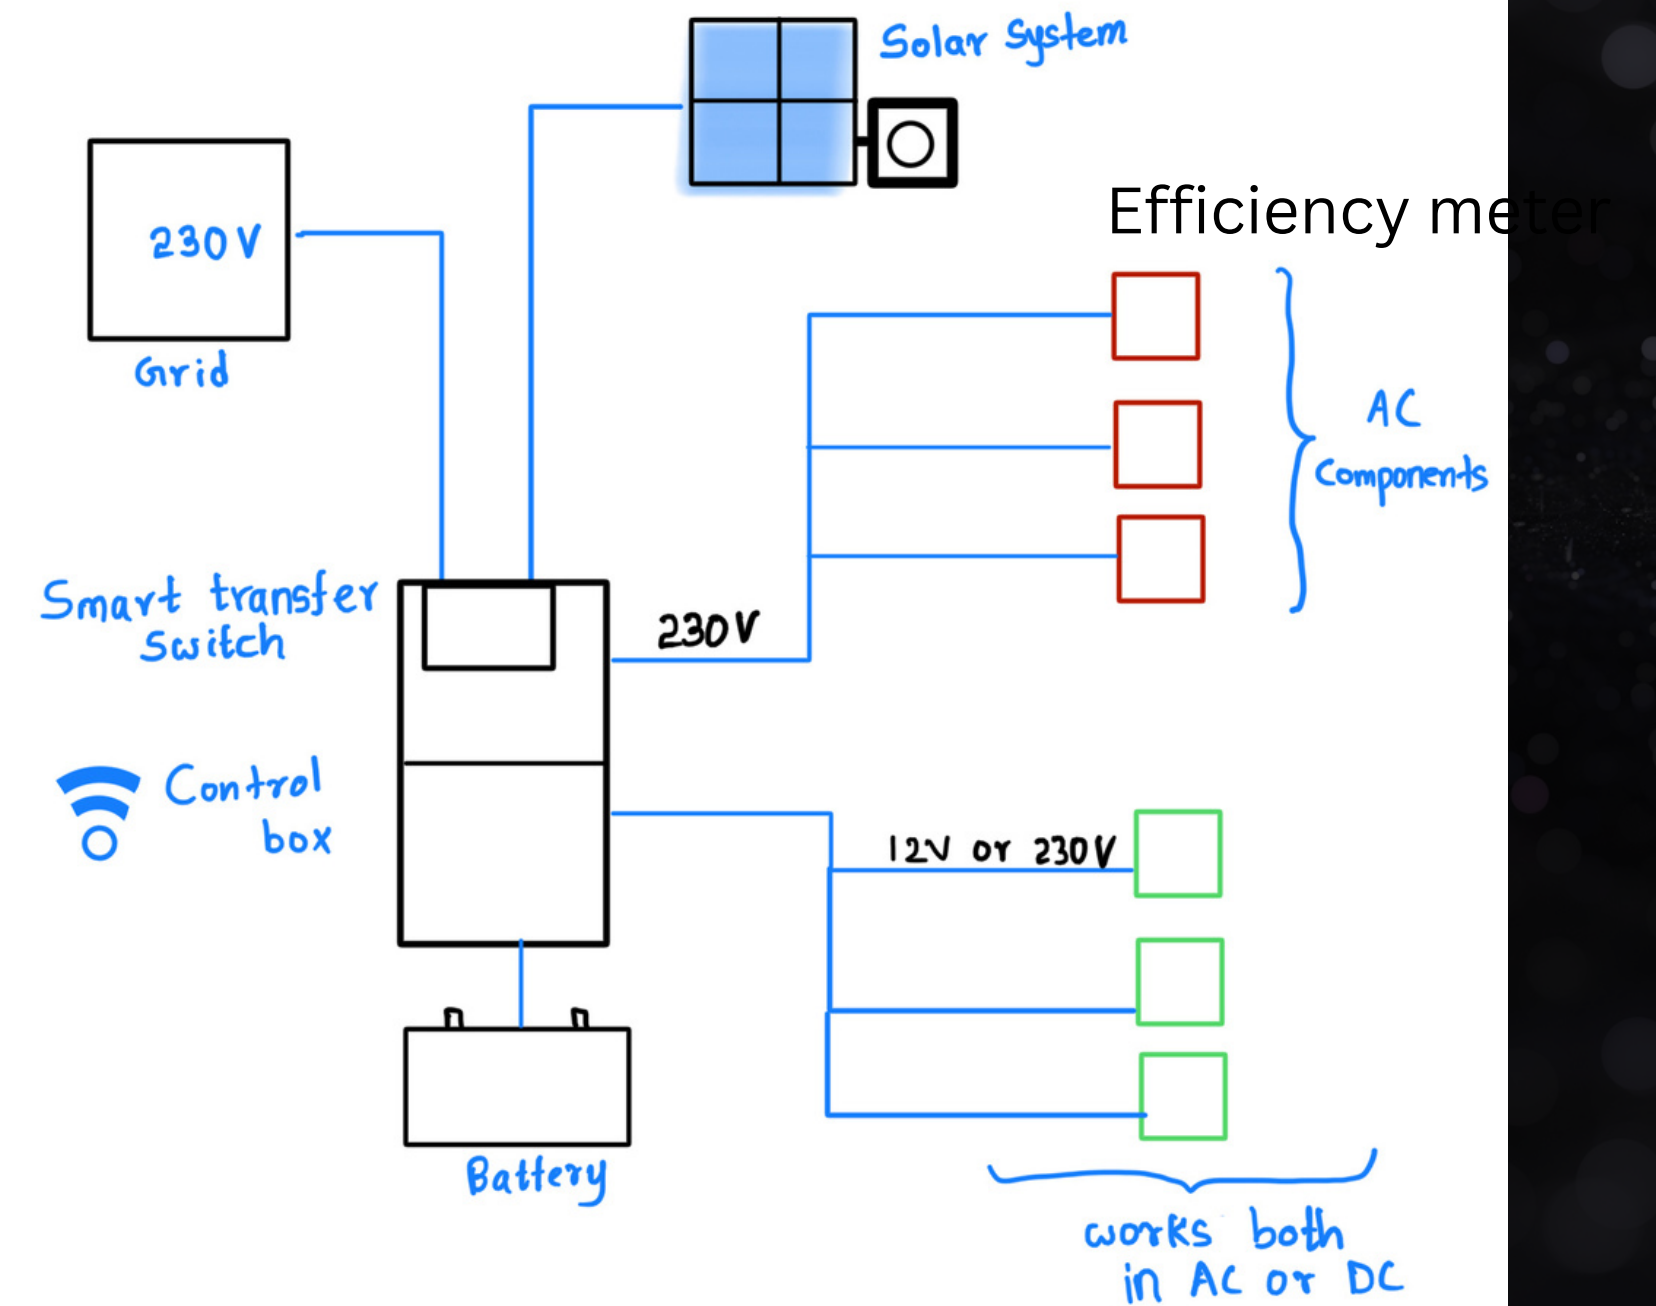 Solar System
Efficiency meter
230V
Grid
AC
Components
Smart transfer
Switch
230V
Control
box
12V or 230V
Battery
works both
in AC or DC